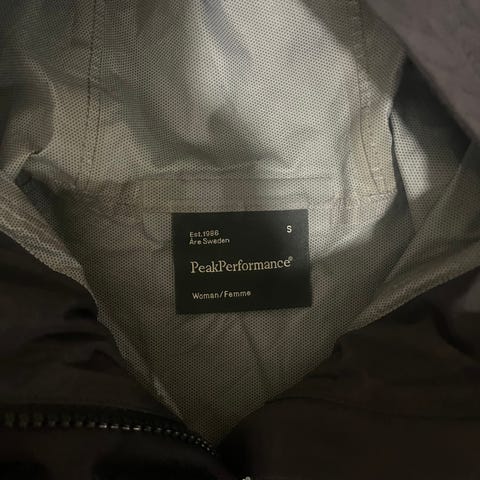 Est.1986 S
Åre Sweden
PeakPerformance®
Woman/Femme